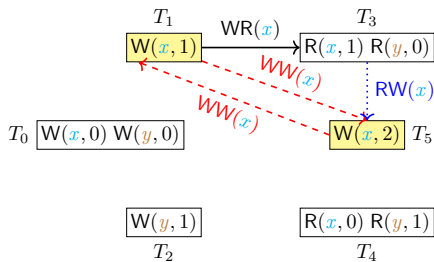 T₁ T₃
W(x, 1) WR(x) R(x, 1) R(y, 0)
WW(x) RW(x)
WW(x)
T₀ W(x, 0) W(y, 0) W(x, 2) T₅
W(y, 1) R(x, 0) R(y, 1)
T₂ T₄